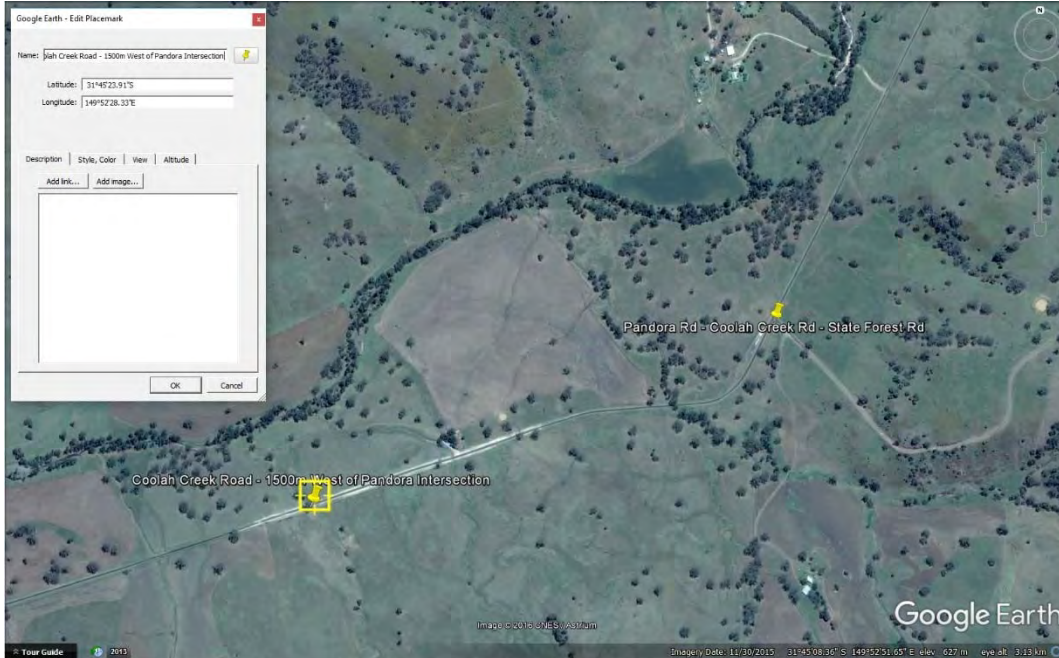 Google Earth - Edit Placemark
Name: olah Creek Road - 1500m West of Pandora Intersection
Latitude: 31°45'23.91"S
Longitude: 149°52'28.33"E
Description Style, Color View Altitude
Add link... Add image...
OK Cancel
N
Pandora Rd - Coolah Creek Rd - State Forest Rd
Coolah Creek Road - 1500m West of Pandora Intersection
Google Earth
Image © 2016 CNES / Astrium
Tour Guide 2013 Imagery Date: 11/30/2015 31°45'08.36" S 149°52'51.65" E elev 627 m eye alt 3.13 km